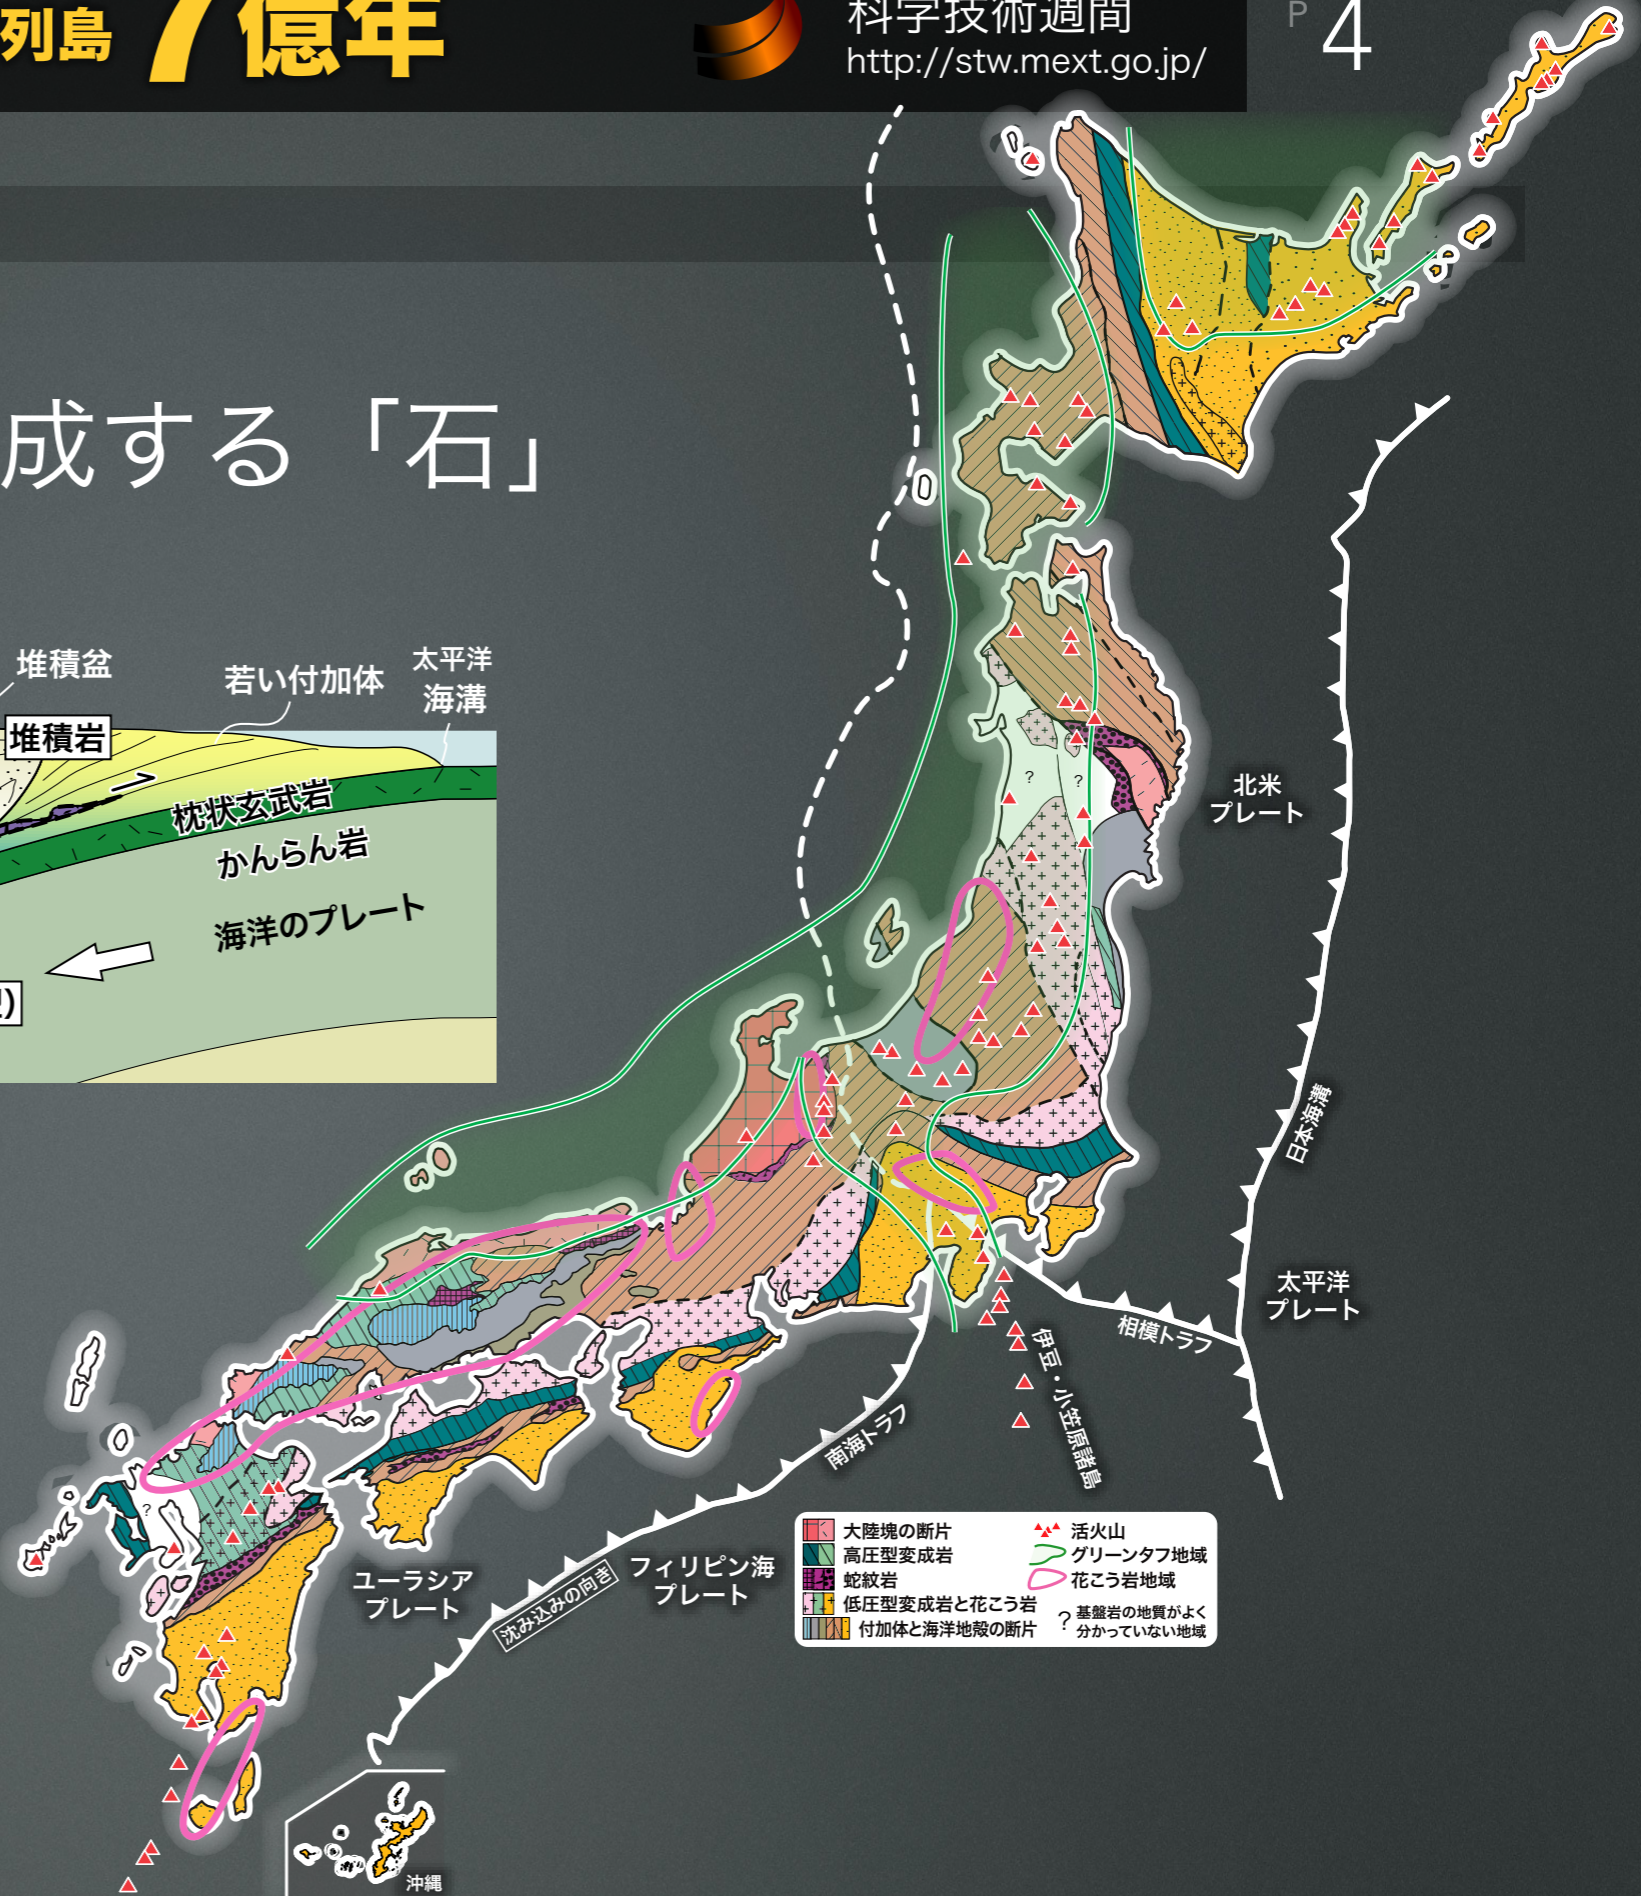 列島 7億年
科学技術週間
http://stw.mext.go.jp/
P 4
成する「石」
堆積盆
若い付加体
太平洋
海溝
堆積岩
枕状玄武岩
かんらん岩
海洋のプレート
)
?
?
?
北米
プレート
日本海溝
太平洋
プレート
相模トラフ
伊豆・小笠原諸島
南海トラフ
フィリピン海
プレート
ユーラシア
プレート
沈み込みの向き
大陸塊の断片
高圧型変成岩
蛇紋岩
低圧型変成岩と花こう岩
付加体と海洋地殻の断片
活火山
グリーンタフ地域
花こう岩地域
? 基盤岩の地質がよく
分かっていない地域
沖縄